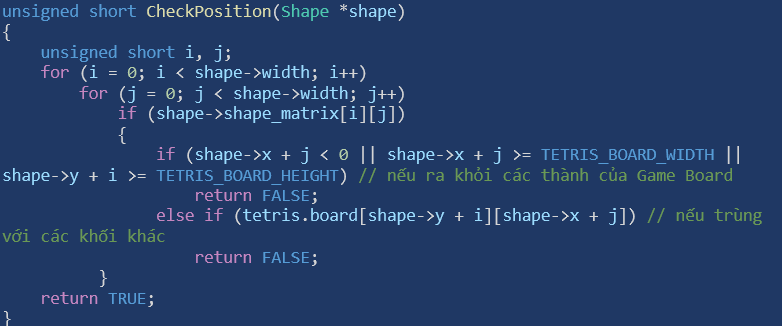 unsigned short CheckPosition(Shape *shape)
{
    unsigned short i, j;
    for (i = 0; i < shape->width; i++)
        for (j = 0; j < shape->width; j++)
            if (shape->shape_matrix[i][j])
            {
                if (shape->x + j < 0 || shape->x + j >= TETRIS_BOARD_WIDTH ||
shape->y + i >= TETRIS_BOARD_HEIGHT) // nếu ra khỏi các thành của Game Board
                    return FALSE;
                else if (tetris.board[shape->y + i][shape->x + j]) // nếu trùng
với các khối khác
                    return FALSE;
          }
    return TRUE;
}